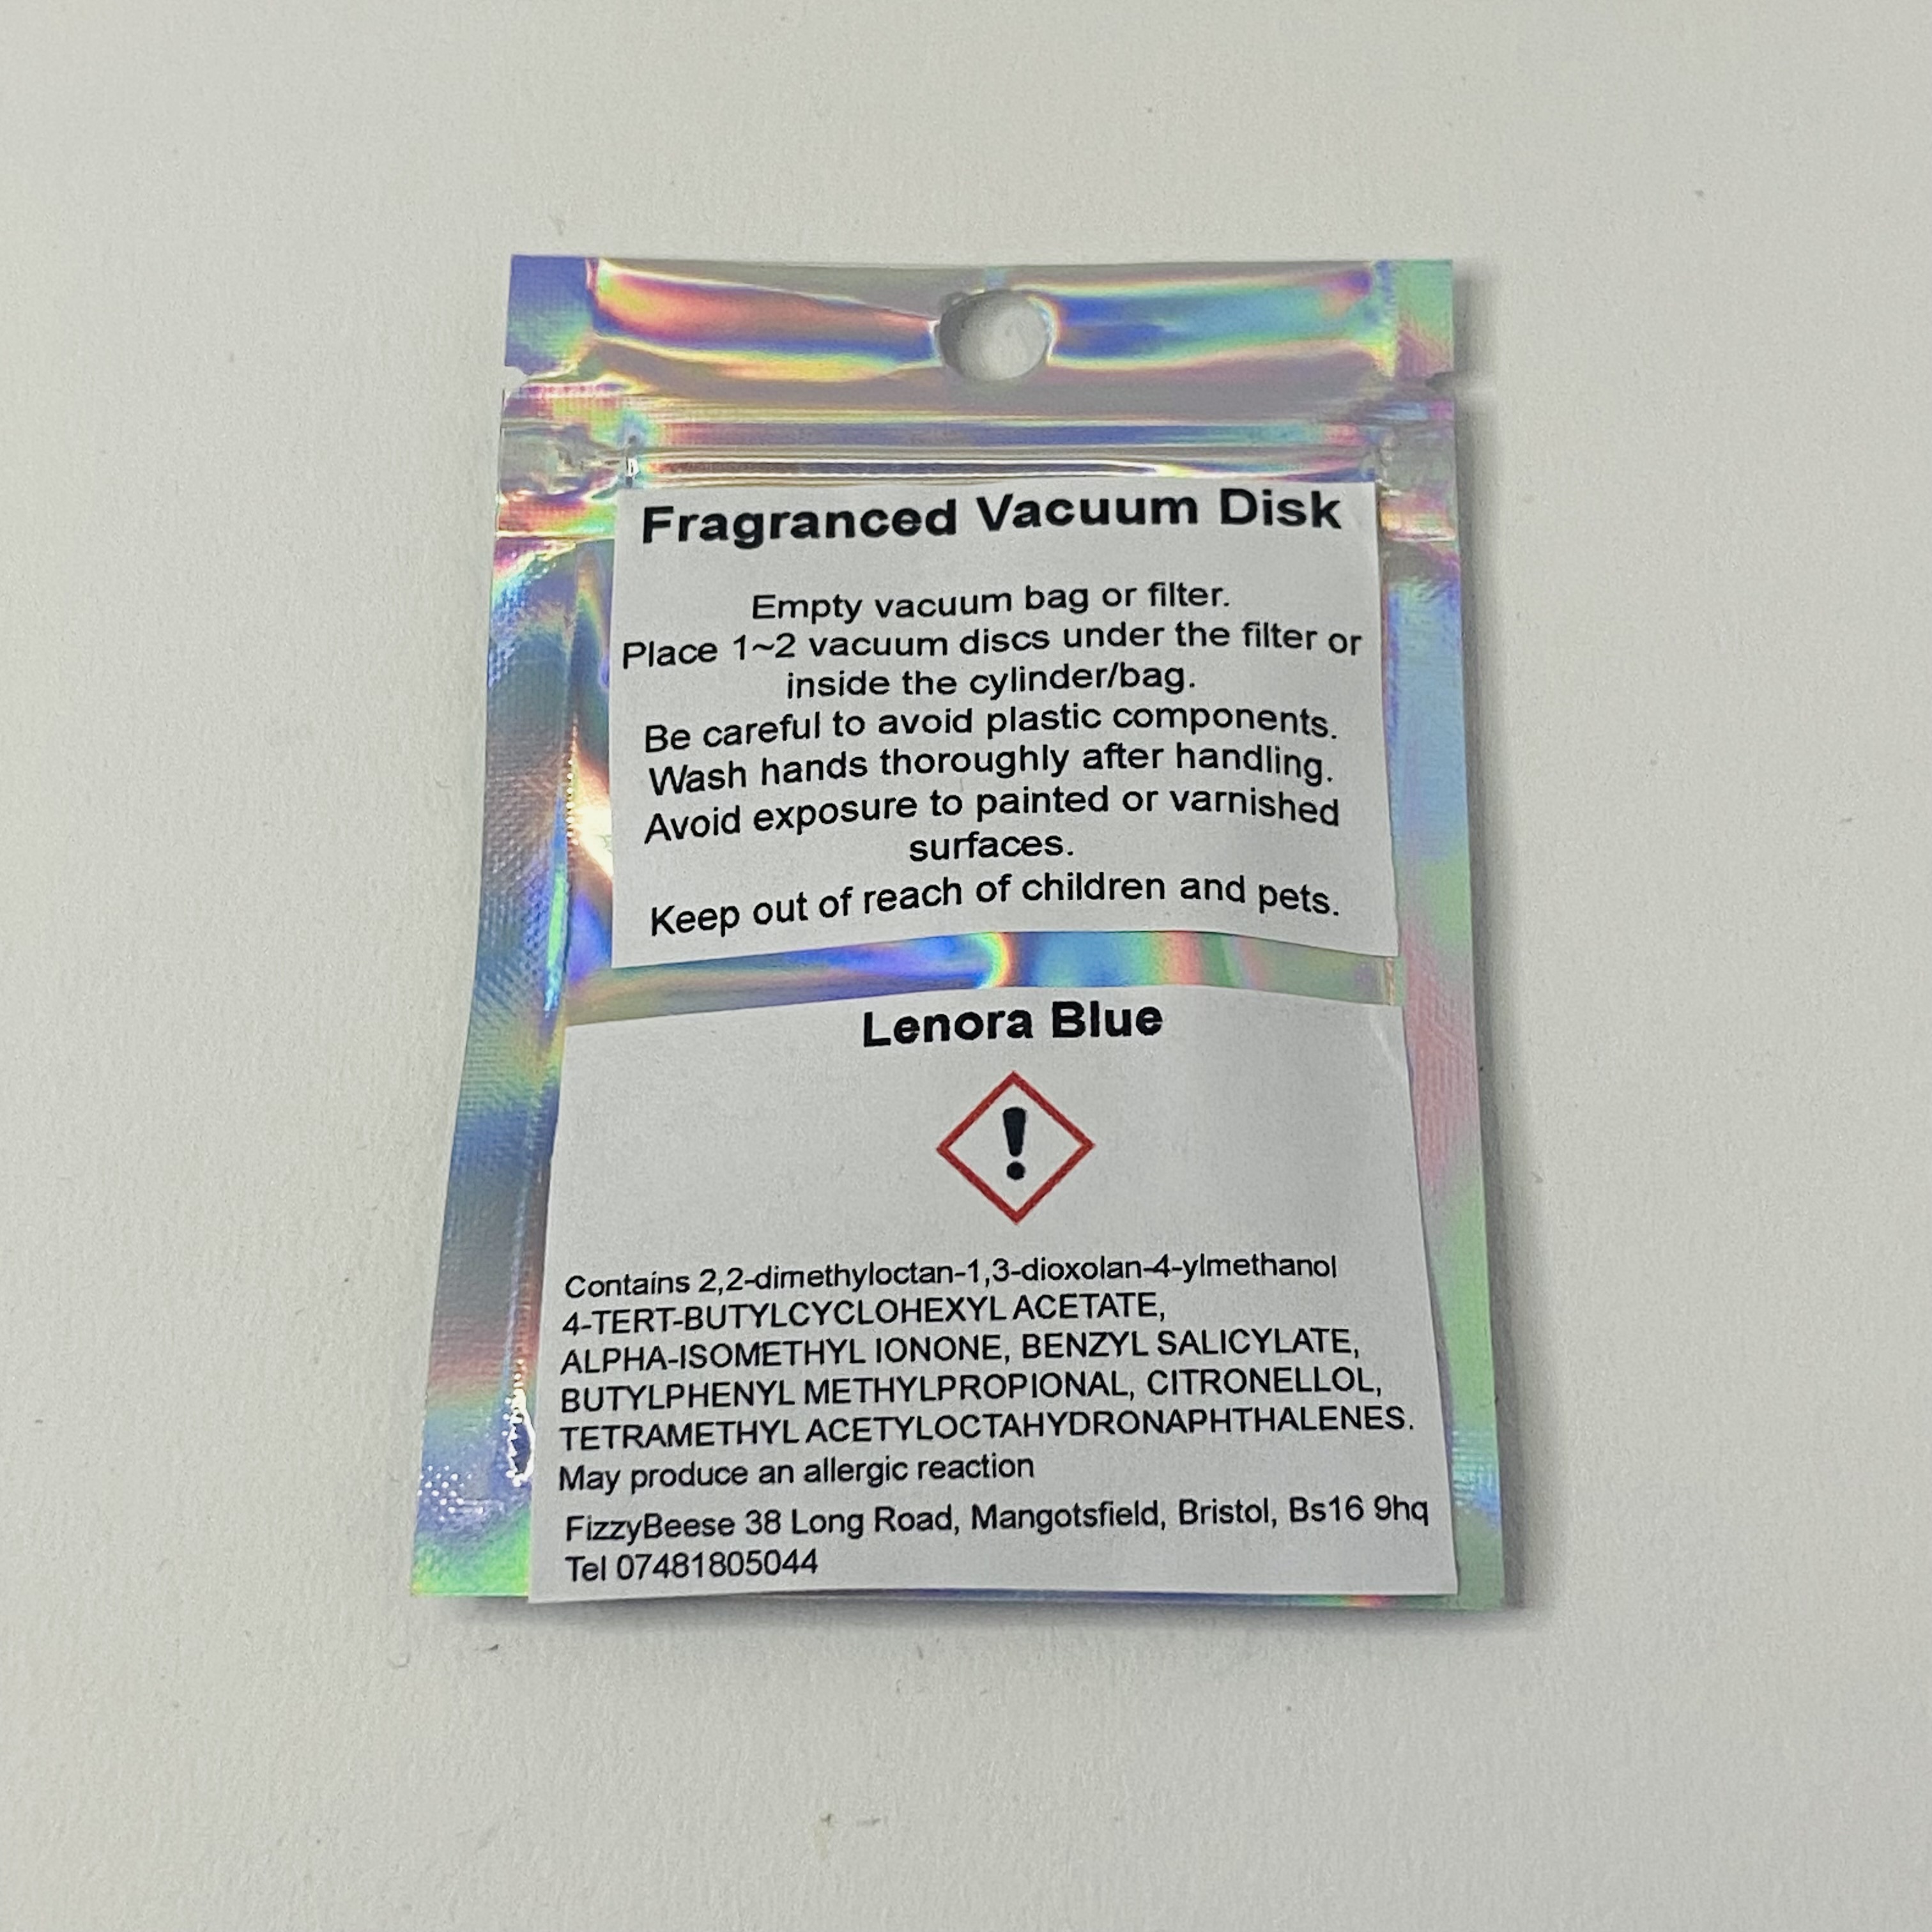 Fragranced Vacuum Disk
Empty vacuum bag or filter.
Place 1~2 vacuum discs under the filter or
inside the cylinder/bag.
Be careful to avoid plastic components.
Wash hands thoroughly after handling.
Avoid exposure to painted or varnished
surfaces.
Keep out of reach of children and pets.
Lenora Blue
!
Contains 2,2-dimethyloctan-1,3-dioxolan-4-ylmethanol
4-TERT-BUTYLCYCLOHEXYL ACETATE,
ALPHA-ISOMETHYL IONONE, BENZYL SALICYLATE,
BUTYLPHENYL METHYLPROPIONAL, CITRONELLOL,
TETRAMETHYL ACETYLOCTAHYDRONAPHTHALENES.
May produce an allergic reaction
FizzyBeese 38 Long Road, Mangotsfield, Bristol, Bs16 9hq
Tel 07481805044